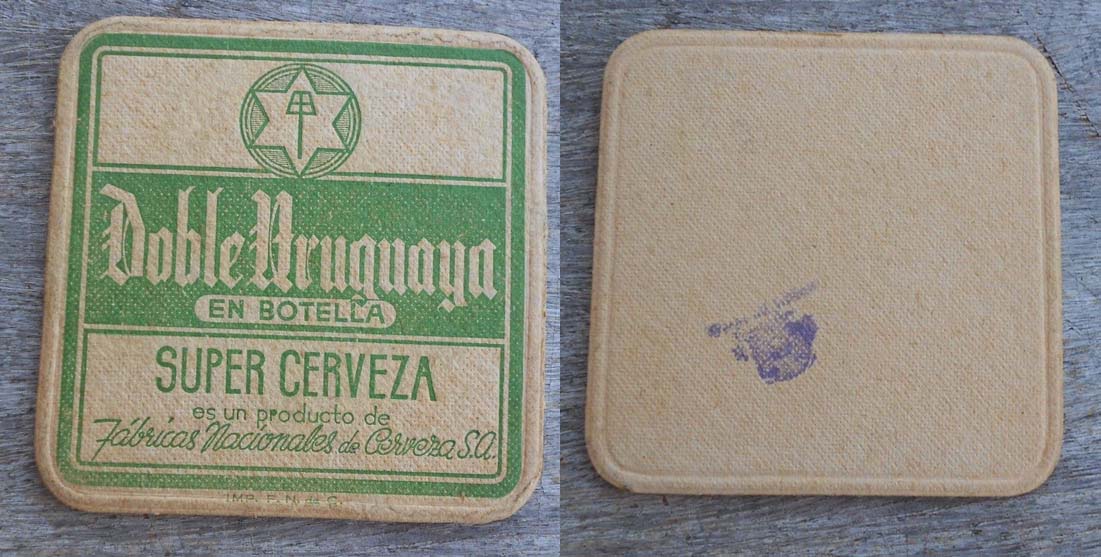 Doble Uruguaya
EN BOTELLA
SUPER CERVEZA
es un producto de
Fábricas Nacionales de Cerveza S.A.
IMP. F. N. de C.